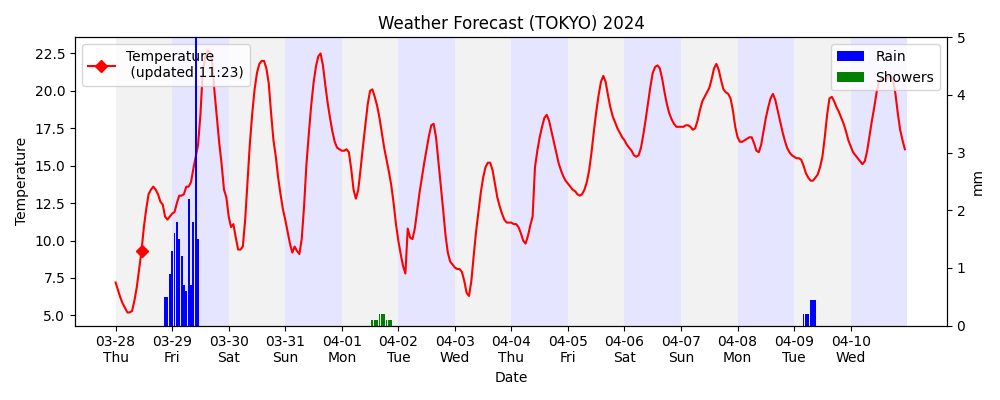 Weather Forecast (TOKYO) 2024
Temperature
(updated 11:23)
Rain
Showers
Temperature
22.5
20.0
17.5
15.0
12.5
10.0
7.5
5.0
5
4
3
2
1
0
mm
03-28 03-29 03-30 03-31 04-01 04-02 04-03 04-04 04-05 04-06 04-07 04-08 04-09 04-10
Thu Fri Sat Sun Mon Tue Wed Thu Fri Sat Sun Mon Tue Wed
Date